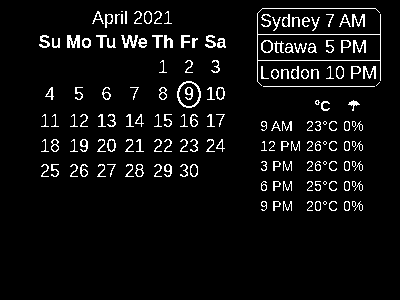 April 2021
Su Mo Tu We Th Fr Sa
1 2 3
4 5 6 7 8 9 10
11 12 13 14 15 16 17
18 19 20 21 22 23 24
25 26 27 28 29 30
Sydney 7 AM
Ottawa 5 PM
London 10 PM
°C ☂
9 AM 23°C 0%
12 PM 26°C 0%
3 PM 26°C 0%
6 PM 25°C 0%
9 PM 20°C 0%